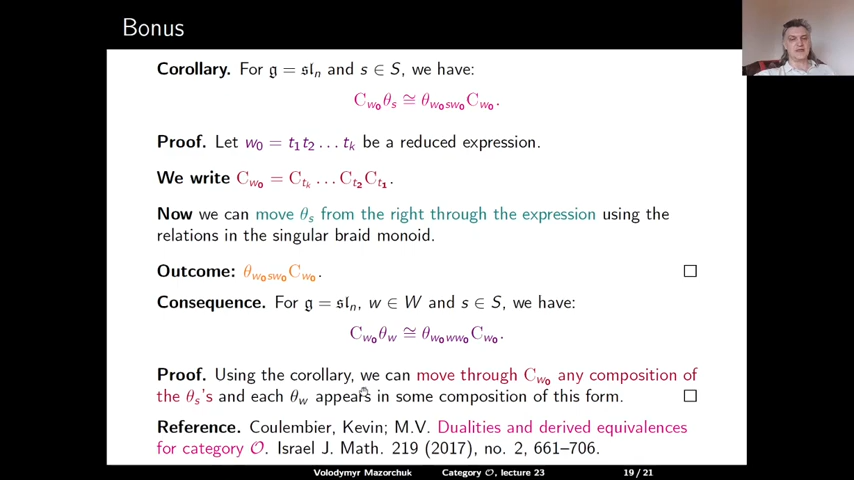 Bonus
Corollary. For 𝔤 = 𝔰𝔩ₙ and s ∈ S, we have:
C_{w₀}θ_s ≅ θ_{w₀sw₀}C_{w₀}.
Proof. Let w₀ = t₁t₂ … t_k be a reduced expression.
We write C_{w₀} = C_{t_k} … C_{t₂}C_{t₁}.
Now we can move θ_s from the right through the expression using the
relations in the singular braid monoid.
Outcome: θ_{w₀sw₀}C_{w₀}. □
Consequence. For 𝔤 = 𝔰𝔩ₙ, w ∈ W and s ∈ S, we have:
C_{w₀}θ_w ≅ θ_{w₀ww₀}C_{w₀}.
Proof. Using the corollary, we can move through C_{w₀} any composition of
the θ_s's and each θ_w appears in some composition of this form. □
Reference. Coulembier, Kevin; M.V. Dualities and derived equivalences
for category 𝒪. Israel J. Math. 219 (2017), no. 2, 661–706.
Volodymyr Mazorchuk Category 𝒪, lecture 23 19/21